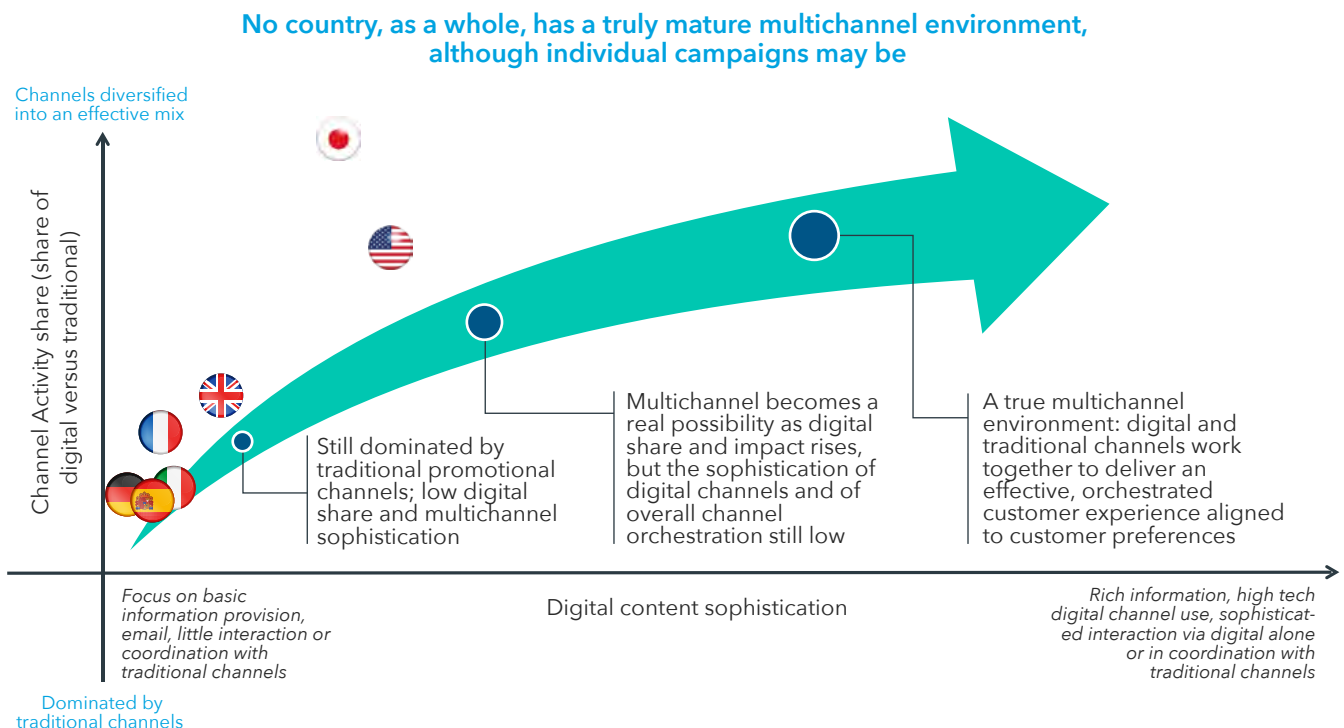 No country, as a whole, has a truly mature multichannel environment,
although individual campaigns may be
Channels diversified
into an effective mix
Channel Activity share (share of
digital versus traditional)
Still dominated by
traditional promotional
channels; low digital
share and multichannel
sophistication
Multichannel becomes a
real possibility as digital
share and impact rises,
but the sophistication of
digital channels and of
overall channel
orchestration still low
A true multichannel
environment: digital and
traditional channels work
together to deliver an
effective, orchestrated
customer experience aligned
to customer preferences
Focus on basic
information provision,
email, little interaction or
coordination with
traditional channels
Digital content sophistication
Rich information, high tech
digital channel use, sophisticat-
ed interaction via digital alone
or in coordination with
traditional channels
Dominated by
traditional channels